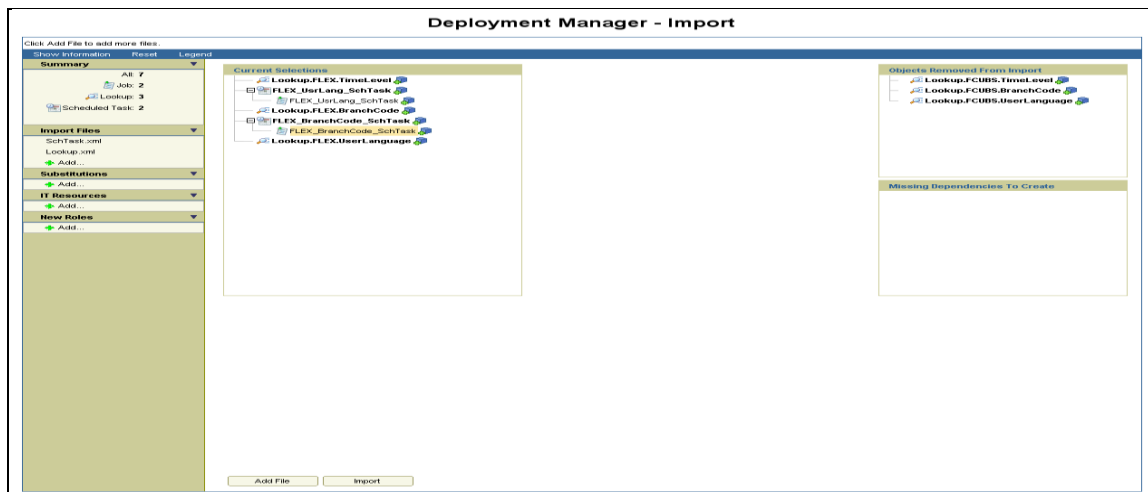 Deployment Manager - Import
Click Add File to add more files.
Show Information Reset Legend
Summary
All: 7
Job: 2
Lookup: 3
Scheduled Task: 2
Import Files
SchTask.xml
Lookup.xml
Add...
Substitutions
Add...
IT Resources
Add...
New Roles
Add...
Current Selections
Lookup.FLEX.TimeLevel
FLEX_UsrLang_SchTask
FLEX_UsrLang_SchTask
Lookup.FLEX.BranchCode
FLEX_BranchCode_SchTask
FLEX_BranchCode_SchTask
Lookup.FLEX.UserLanguage
Objects Removed From Import
Lookup.FCUBS.TimeLevel
Lookup.FCUBS.BranchCode
Lookup.FCUBS.UserLanguage
Missing Dependencies To Create
Add File
Import